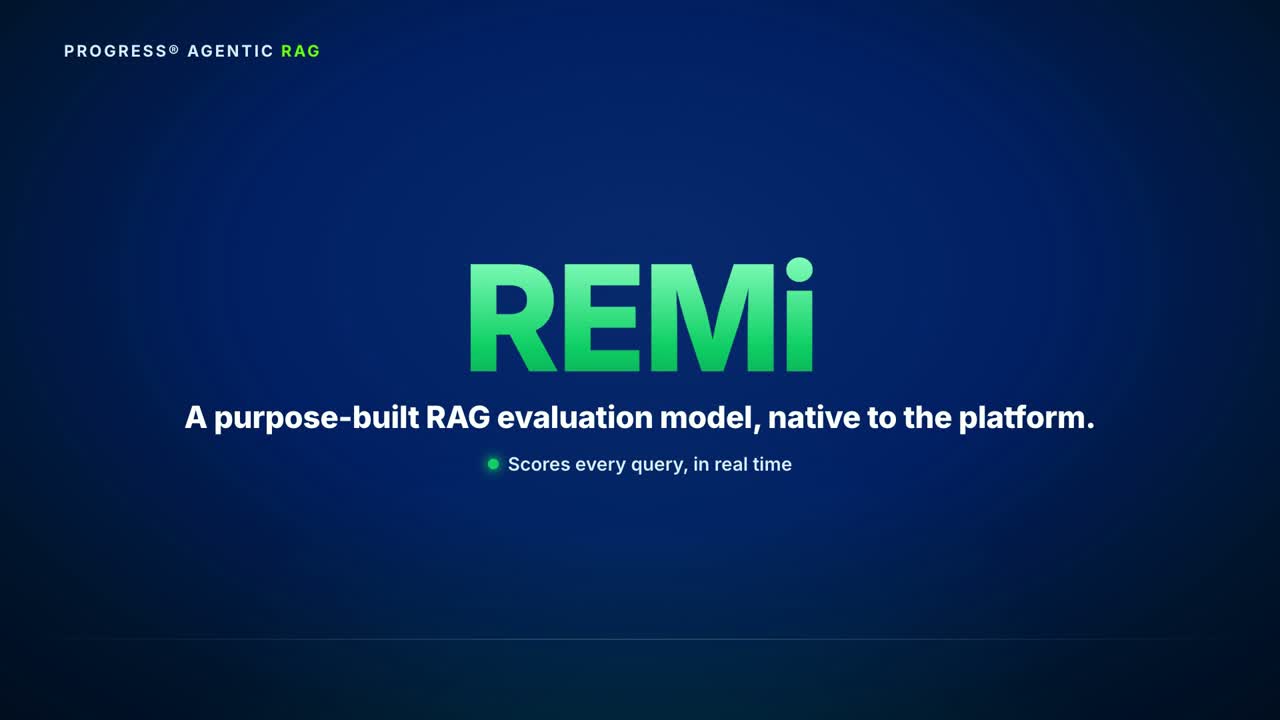 PROGRESS® AGENTIC RAG
REMi
A purpose-built RAG evaluation model, native to the platform.
Scores every query, in real time